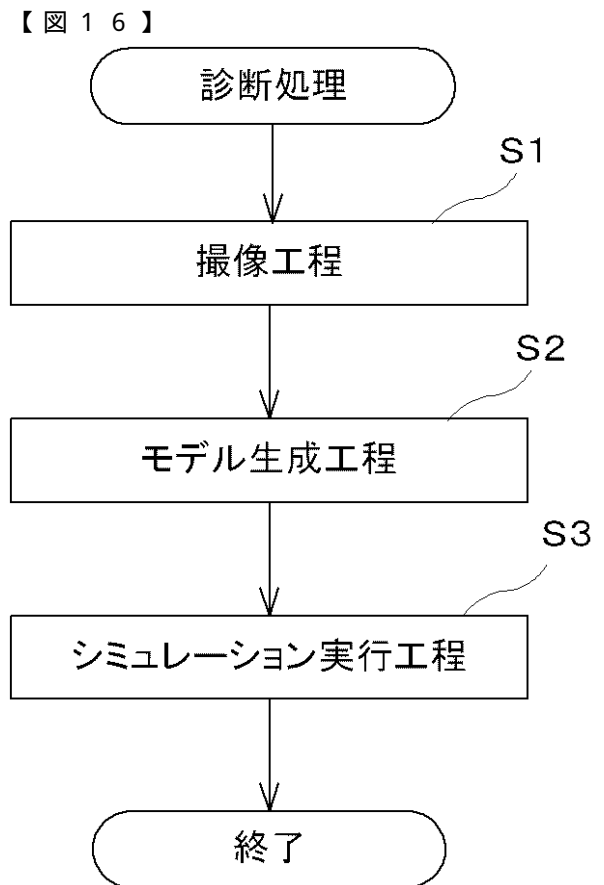 【図16】
診断処理
S1
撮像工程
S2
モデル生成工程
S3
シミュレーション実行工程
終了